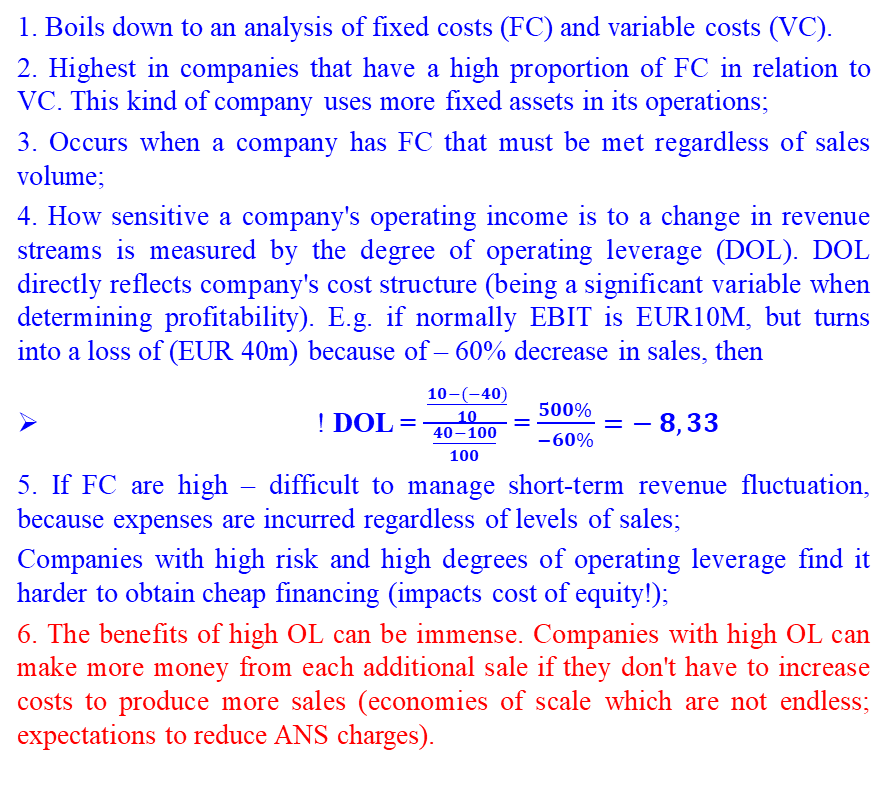 1. Boils down to an analysis of fixed costs (FC) and variable costs (VC).
2. Highest in companies that have a high proportion of FC in relation to
VC. This kind of company uses more fixed assets in its operations;
3. Occurs when a company has FC that must be met regardless of sales
volume;
4. How sensitive a company's operating income is to a change in revenue
streams is measured by the degree of operating leverage (DOL). DOL
directly reflects company's cost structure (being a significant variable when
determining profitability). E.g. if normally EBIT is EUR10M, but turns
into a loss of (EUR 40m) because of – 60% decrease in sales, then
➢ ! DOL = ((10−(−40))/10)/((40−100)/100) = 500%/−60% = − 8,33
5. If FC are high – difficult to manage short-term revenue fluctuation,
because expenses are incurred regardless of levels of sales;
Companies with high risk and high degrees of operating leverage find it
harder to obtain cheap financing (impacts cost of equity!);
6. The benefits of high OL can be immense. Companies with high OL can
make more money from each additional sale if they don't have to increase
costs to produce more sales (economies of scale which are not endless;
expectations to reduce ANS charges).